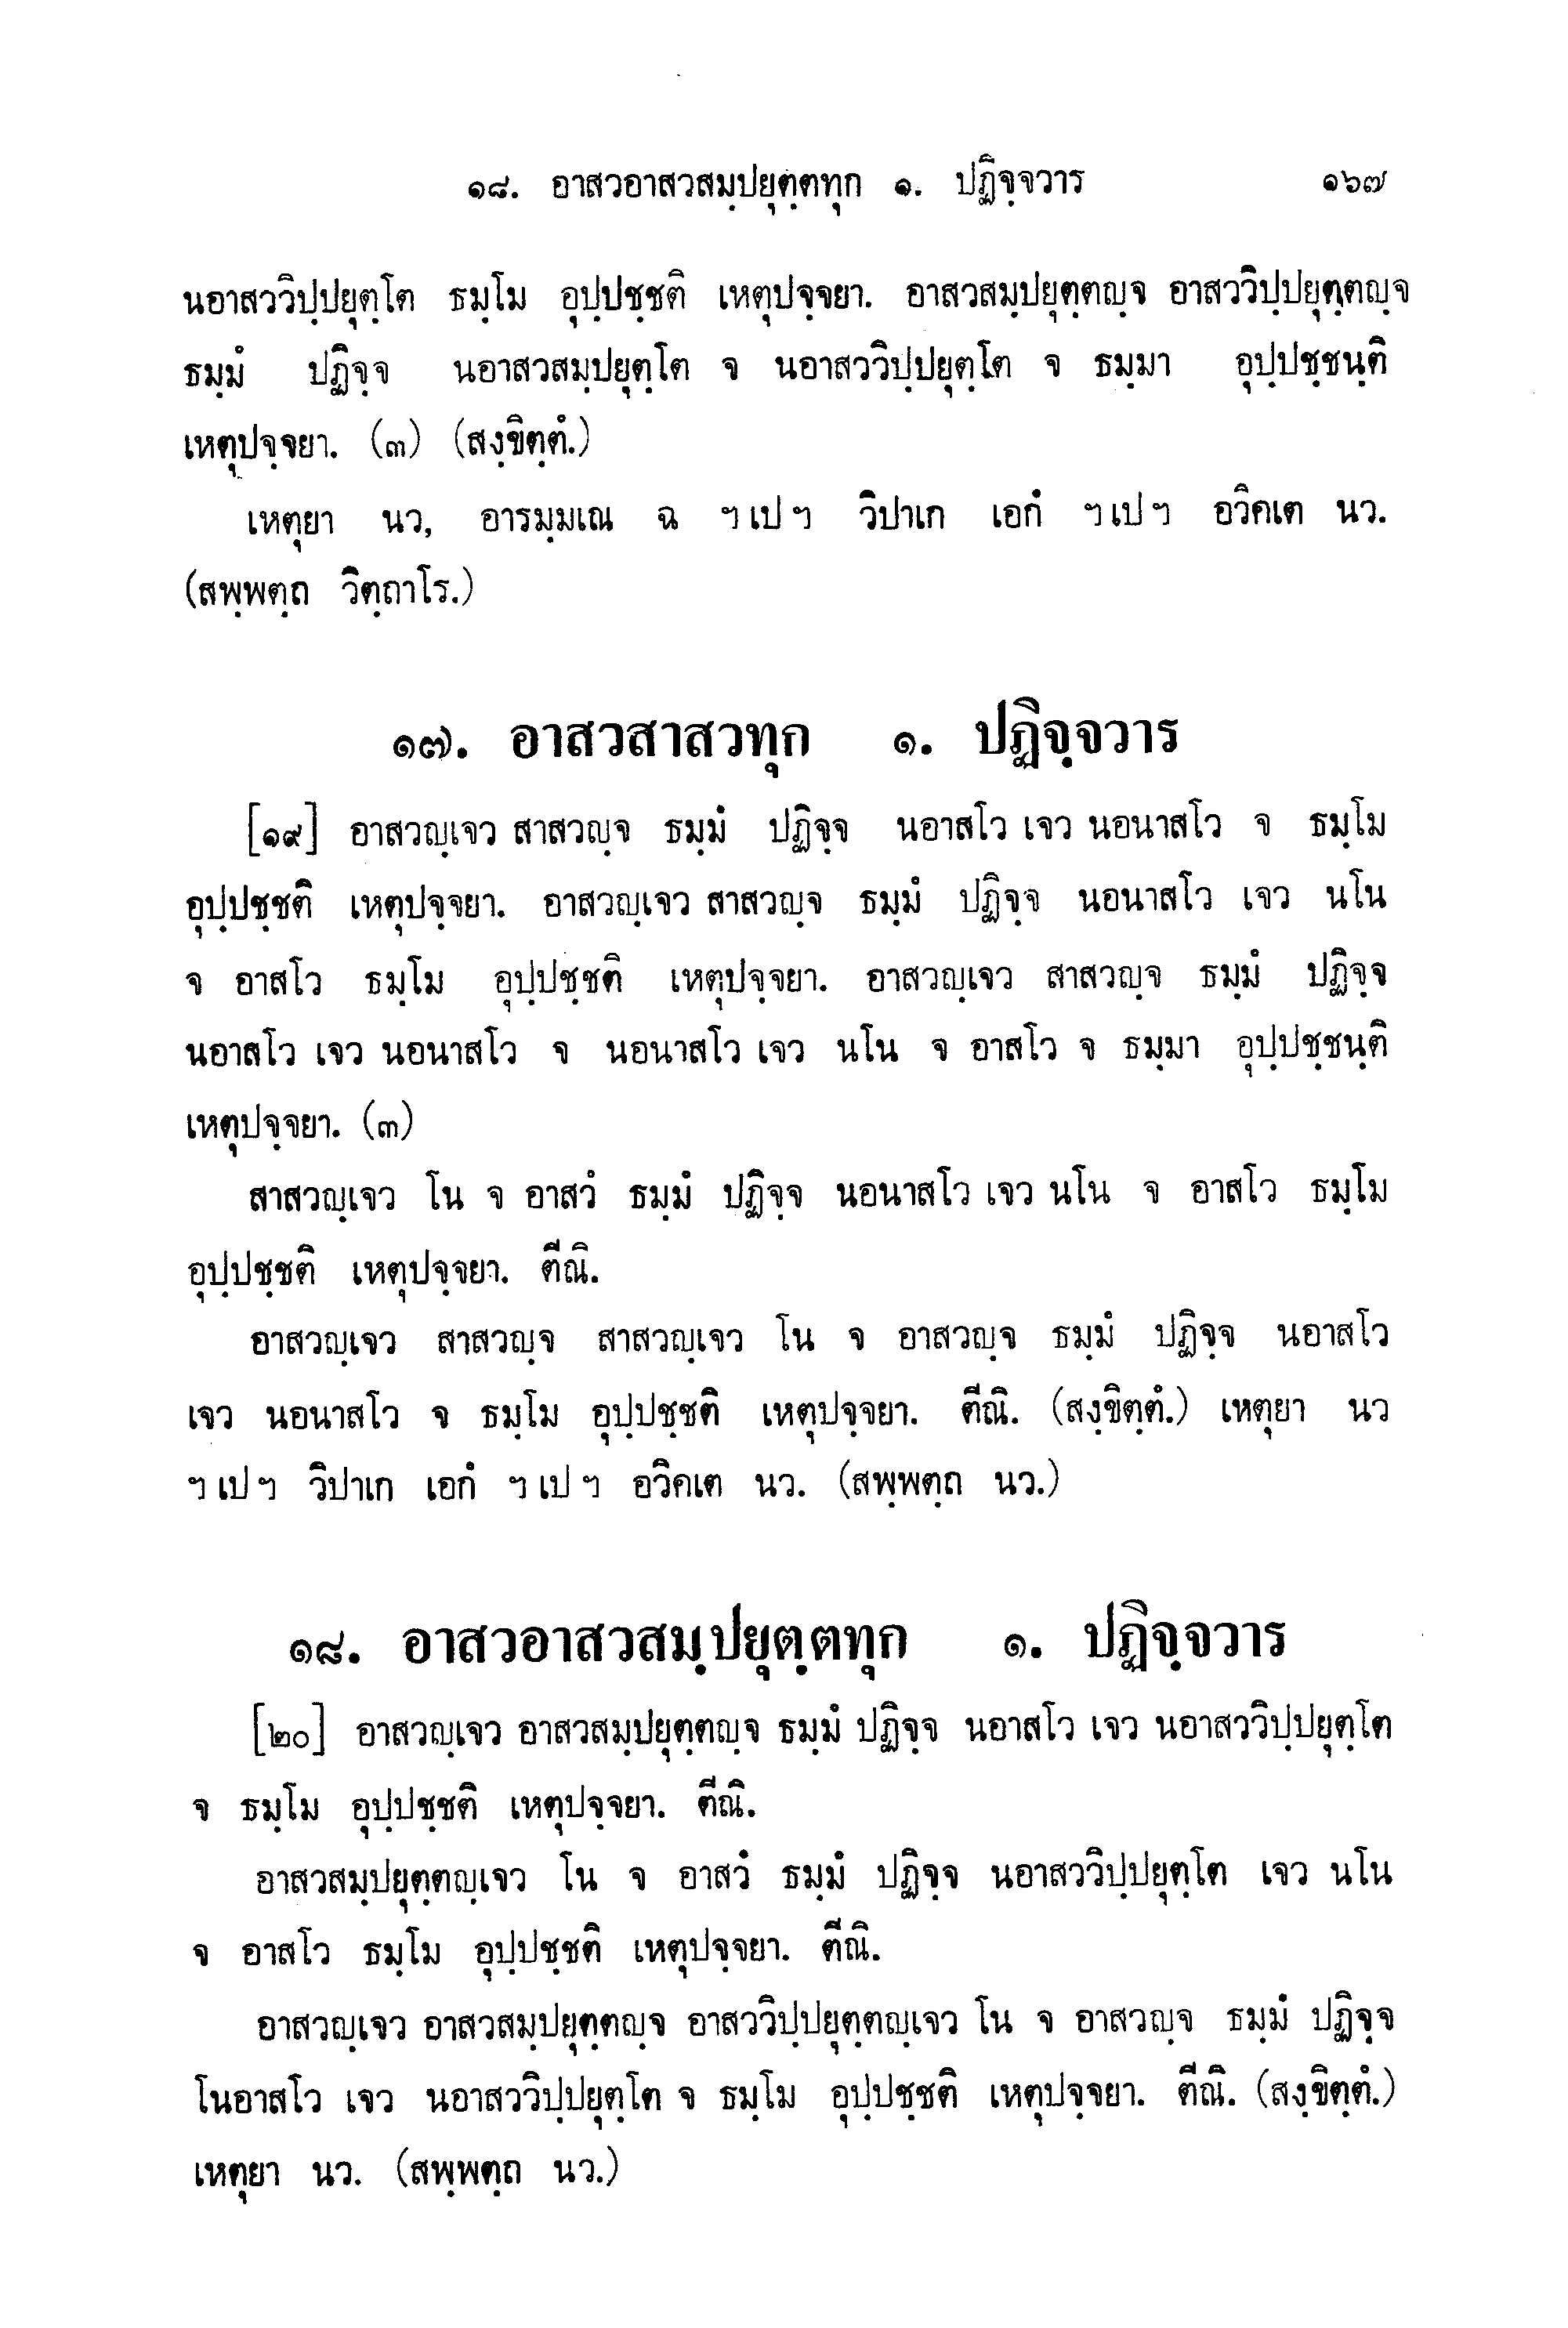 ๑๘. อาสวอาสวสมฺปยุตฺตทุก ๑. ปฏิจฺจวาร ๑๖๗
นอาสววิปฺปยุตฺโต ธมฺโม อุปฺปชฺชติ เหตุปจฺจยา. อาสวสมฺปยุตฺตญฺจ อาสววิปฺปยุตฺตญฺจ
ธมฺมํ ปฏิจฺจ นอาสวสมฺปยุตฺโต จ นอาสววิปฺปยุตฺโต จ ธมฺมา อุปฺปชฺชนฺติ
เหตุปจฺจยา. (๓) (สงฺขิตฺตํ.)
เหตุยา นว, อารมฺมเณ ฉ ฯ เป ฯ วิปาเก เอกํ ฯ เป ฯ อวิคเต นว.
(สพฺพตฺถ วิตฺถาโร.)
๑๗. อาสวสาสวทุก ๑. ปฏิจฺจวาร
[๑๙] อาสวญฺเจว สาสวญฺจ ธมฺมํ ปฏิจฺจ นอาสโว เจว นอนาสโว จ ธมฺโม
อุปฺปชฺชติ เหตุปจฺจยา. อาสวญฺเจว สาสวญฺจ ธมฺมํ ปฏิจฺจ นอนาสโว เจว นโน
จ อาสโว ธมฺโม อุปฺปชฺชติ เหตุปจฺจยา. อาสวญฺเจว สาสวญฺจ ธมฺมํ ปฏิจฺจ
นอาสโว เจว นอนาสโว จ นอนาสโว เจว นโน จ อาสโว จ ธมฺมา อุปฺปชฺชนฺติ
เหตุปจฺจยา. (๓)
สาสวญฺเจว โน จ อาสวํ ธมฺมํ ปฏิจฺจ นอนาสโว เจว นโน จ อาสโว ธมฺโม
อุปฺปชฺชติ เหตุปจฺจยา. ตีณิ.
อาสวญฺเจว สาสวญฺจ สาสวญฺเจว โน จ อาสวญฺจ ธมฺมํ ปฏิจฺจ นอาสโว
เจว นอนาสโว จ ธมฺโม อุปฺปชฺชติ เหตุปจฺจยา. ตีณิ. (สงฺขิตฺตํ.) เหตุยา นว
ฯ เป ฯ วิปาเก เอกํ ฯ เป ฯ อวิคเต นว. (สพฺพตฺถ นว.)
๑๘. อาสวอาสวสมฺปยุตฺตทุก ๑. ปฏิจฺจวาร
[๒๐] อาสวญฺเจว อาสวสมฺปยุตฺตญฺจ ธมฺมํ ปฏิจฺจ นอาสโว เจว นอาสววิปฺปยุตฺโต
จ ธมฺโม อุปฺปชฺชติ เหตุปจฺจยา. ตีณิ.
อาสวสมฺปยุตฺตญฺเจว โน จ อาสวํ ธมฺมํ ปฏิจฺจ นอาสววิปฺปยุตฺโต เจว นโน
จ อาสโว ธมฺโม อุปฺปชฺชติ เหตุปจฺจยา. ตีณิ.
อาสวญฺเจว อาสวสมฺปยุตฺตญฺจ อาสววิปฺปยุตฺตญฺเจว โน จ อาสวญฺจ ธมฺมํ ปฏิจฺจ
โนอาสโว เจว นอาสววิปฺปยุตฺโต จ ธมฺโม อุปฺปชฺชติ เหตุปจฺจยา. ตีณิ. (สงฺขิตฺตํ.)
เหตุยา นว. (สพฺพตฺถ นว.)